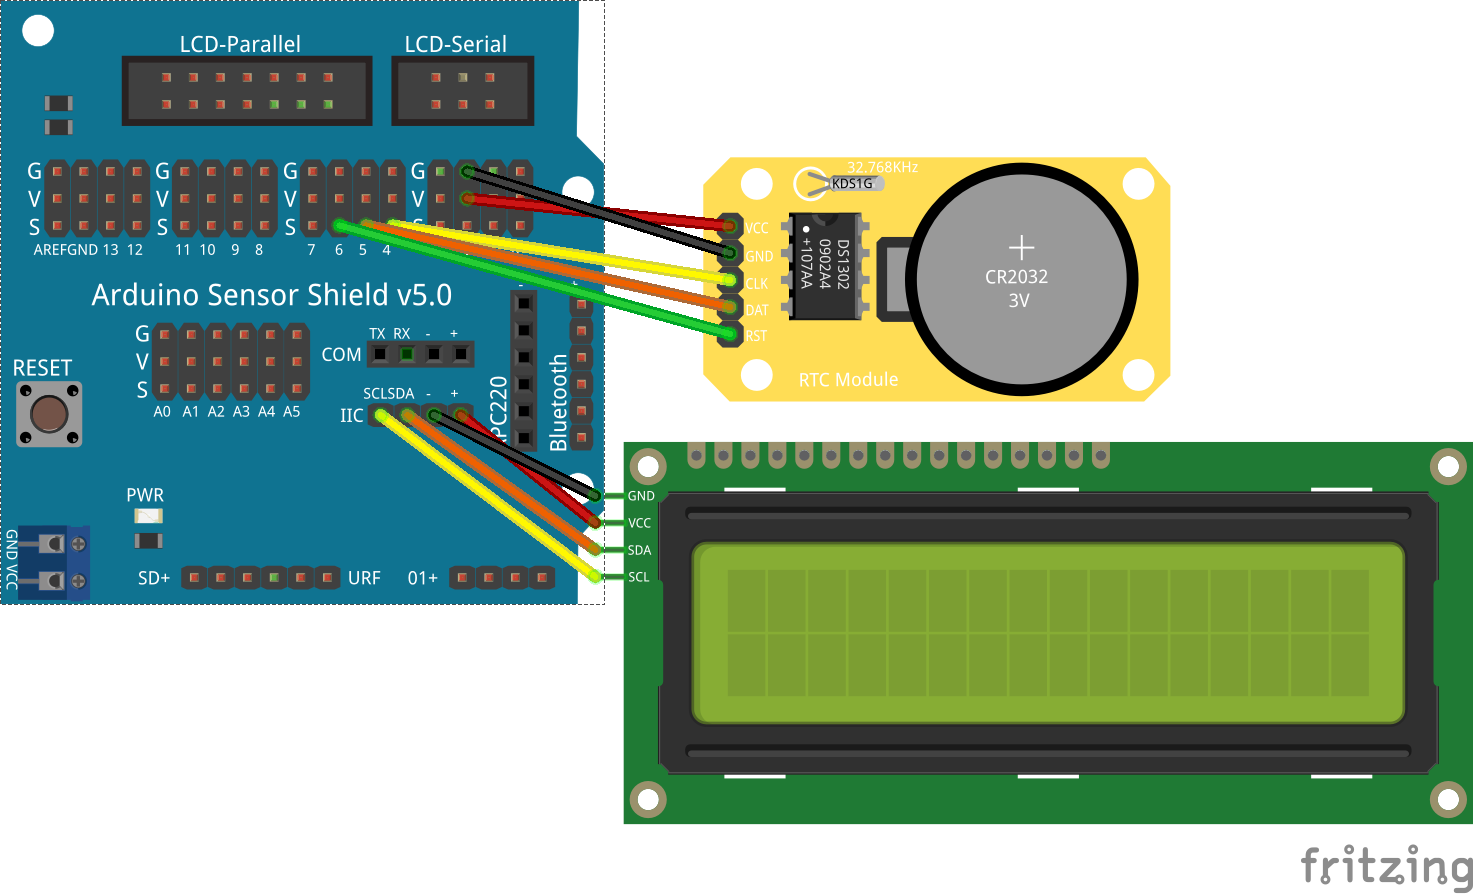 LCD-Parallel
LCD-Serial
G G G G
V V V V
S S S S
AREF GND 13 12 11 10 9 8 7 6 5 4
Arduino Sensor Shield v5.0
- +
G
V
S
A0 A1 A2 A3 A4 A5
TX RX - +
COM
SCL SDA - +
IIC
PC220
Bluetooth
RESET
PWR
GND VCC
SD+
URF
01+
32.768KHz
KDS1G
VCC
GND
CLK
DAT
RST
DS1302
0902A4
+107AA
CR2032
3V
RTC Module
GND
VCC
SDA
SCL
fritzing